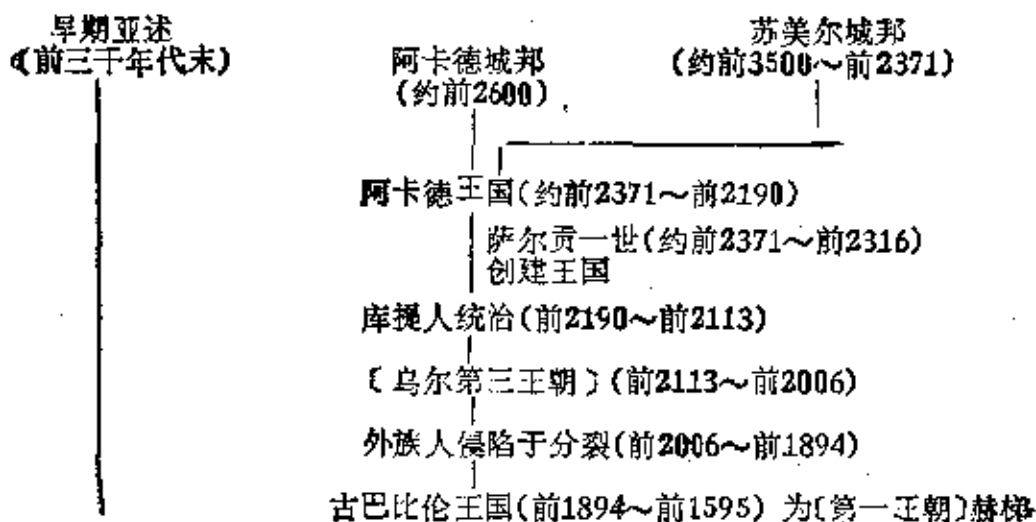 早期亚述
(前三千年代末)
苏美尔城邦
(约前3500～前2371)
阿卡德城邦
(约前2600)
阿卡德王国(约前2371～前2190)
萨尔贡一世(约前2371～前2316)
创建王国
库提人统治(前2190～前2113)
〔乌尔第三王朝〕(前2113～前2006)
外族人侵陷于分裂(前2006～前1894)
古巴比伦王国(前1894～前1595) 为〔第一王朝〕赫梯